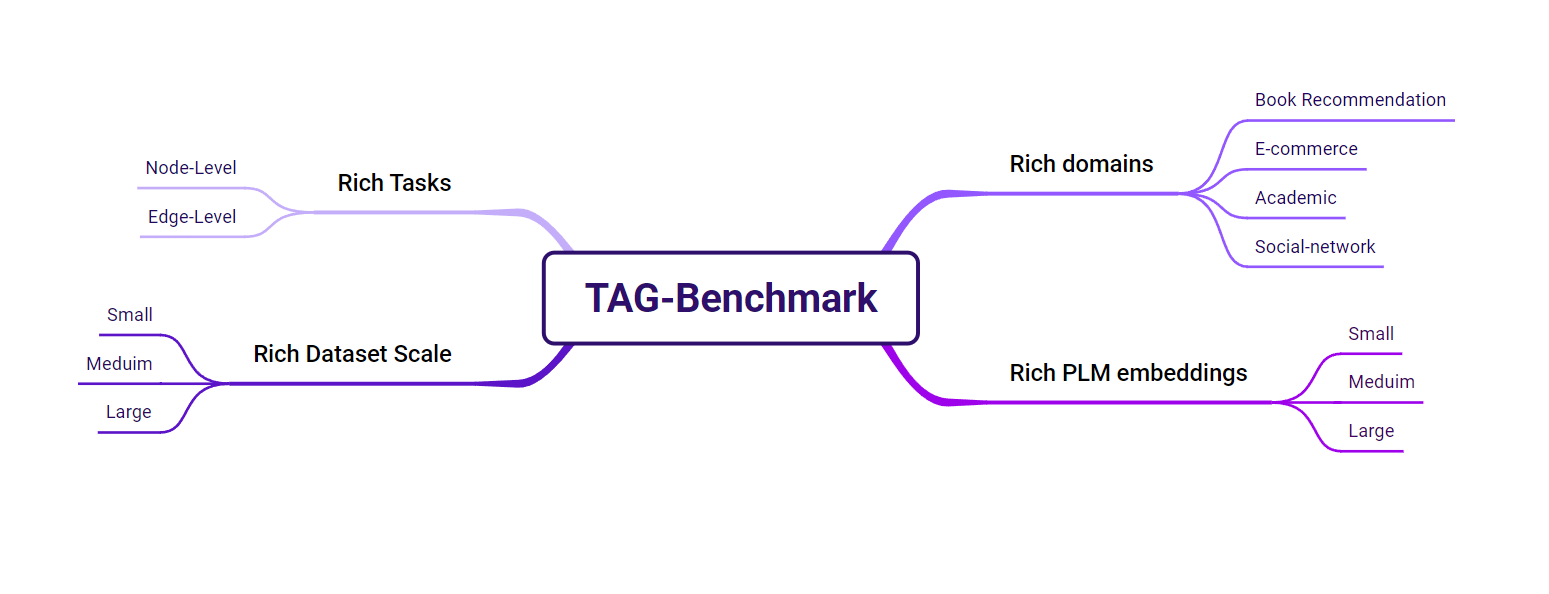 TAG-Benchmark
Rich Tasks
Node-Level
Edge-Level
Rich Dataset Scale
Small
Meduim
Large
Rich domains
Book Recommendation
E-commerce
Academic
Social-network
Rich PLM embeddings
Small
Meduim
Large